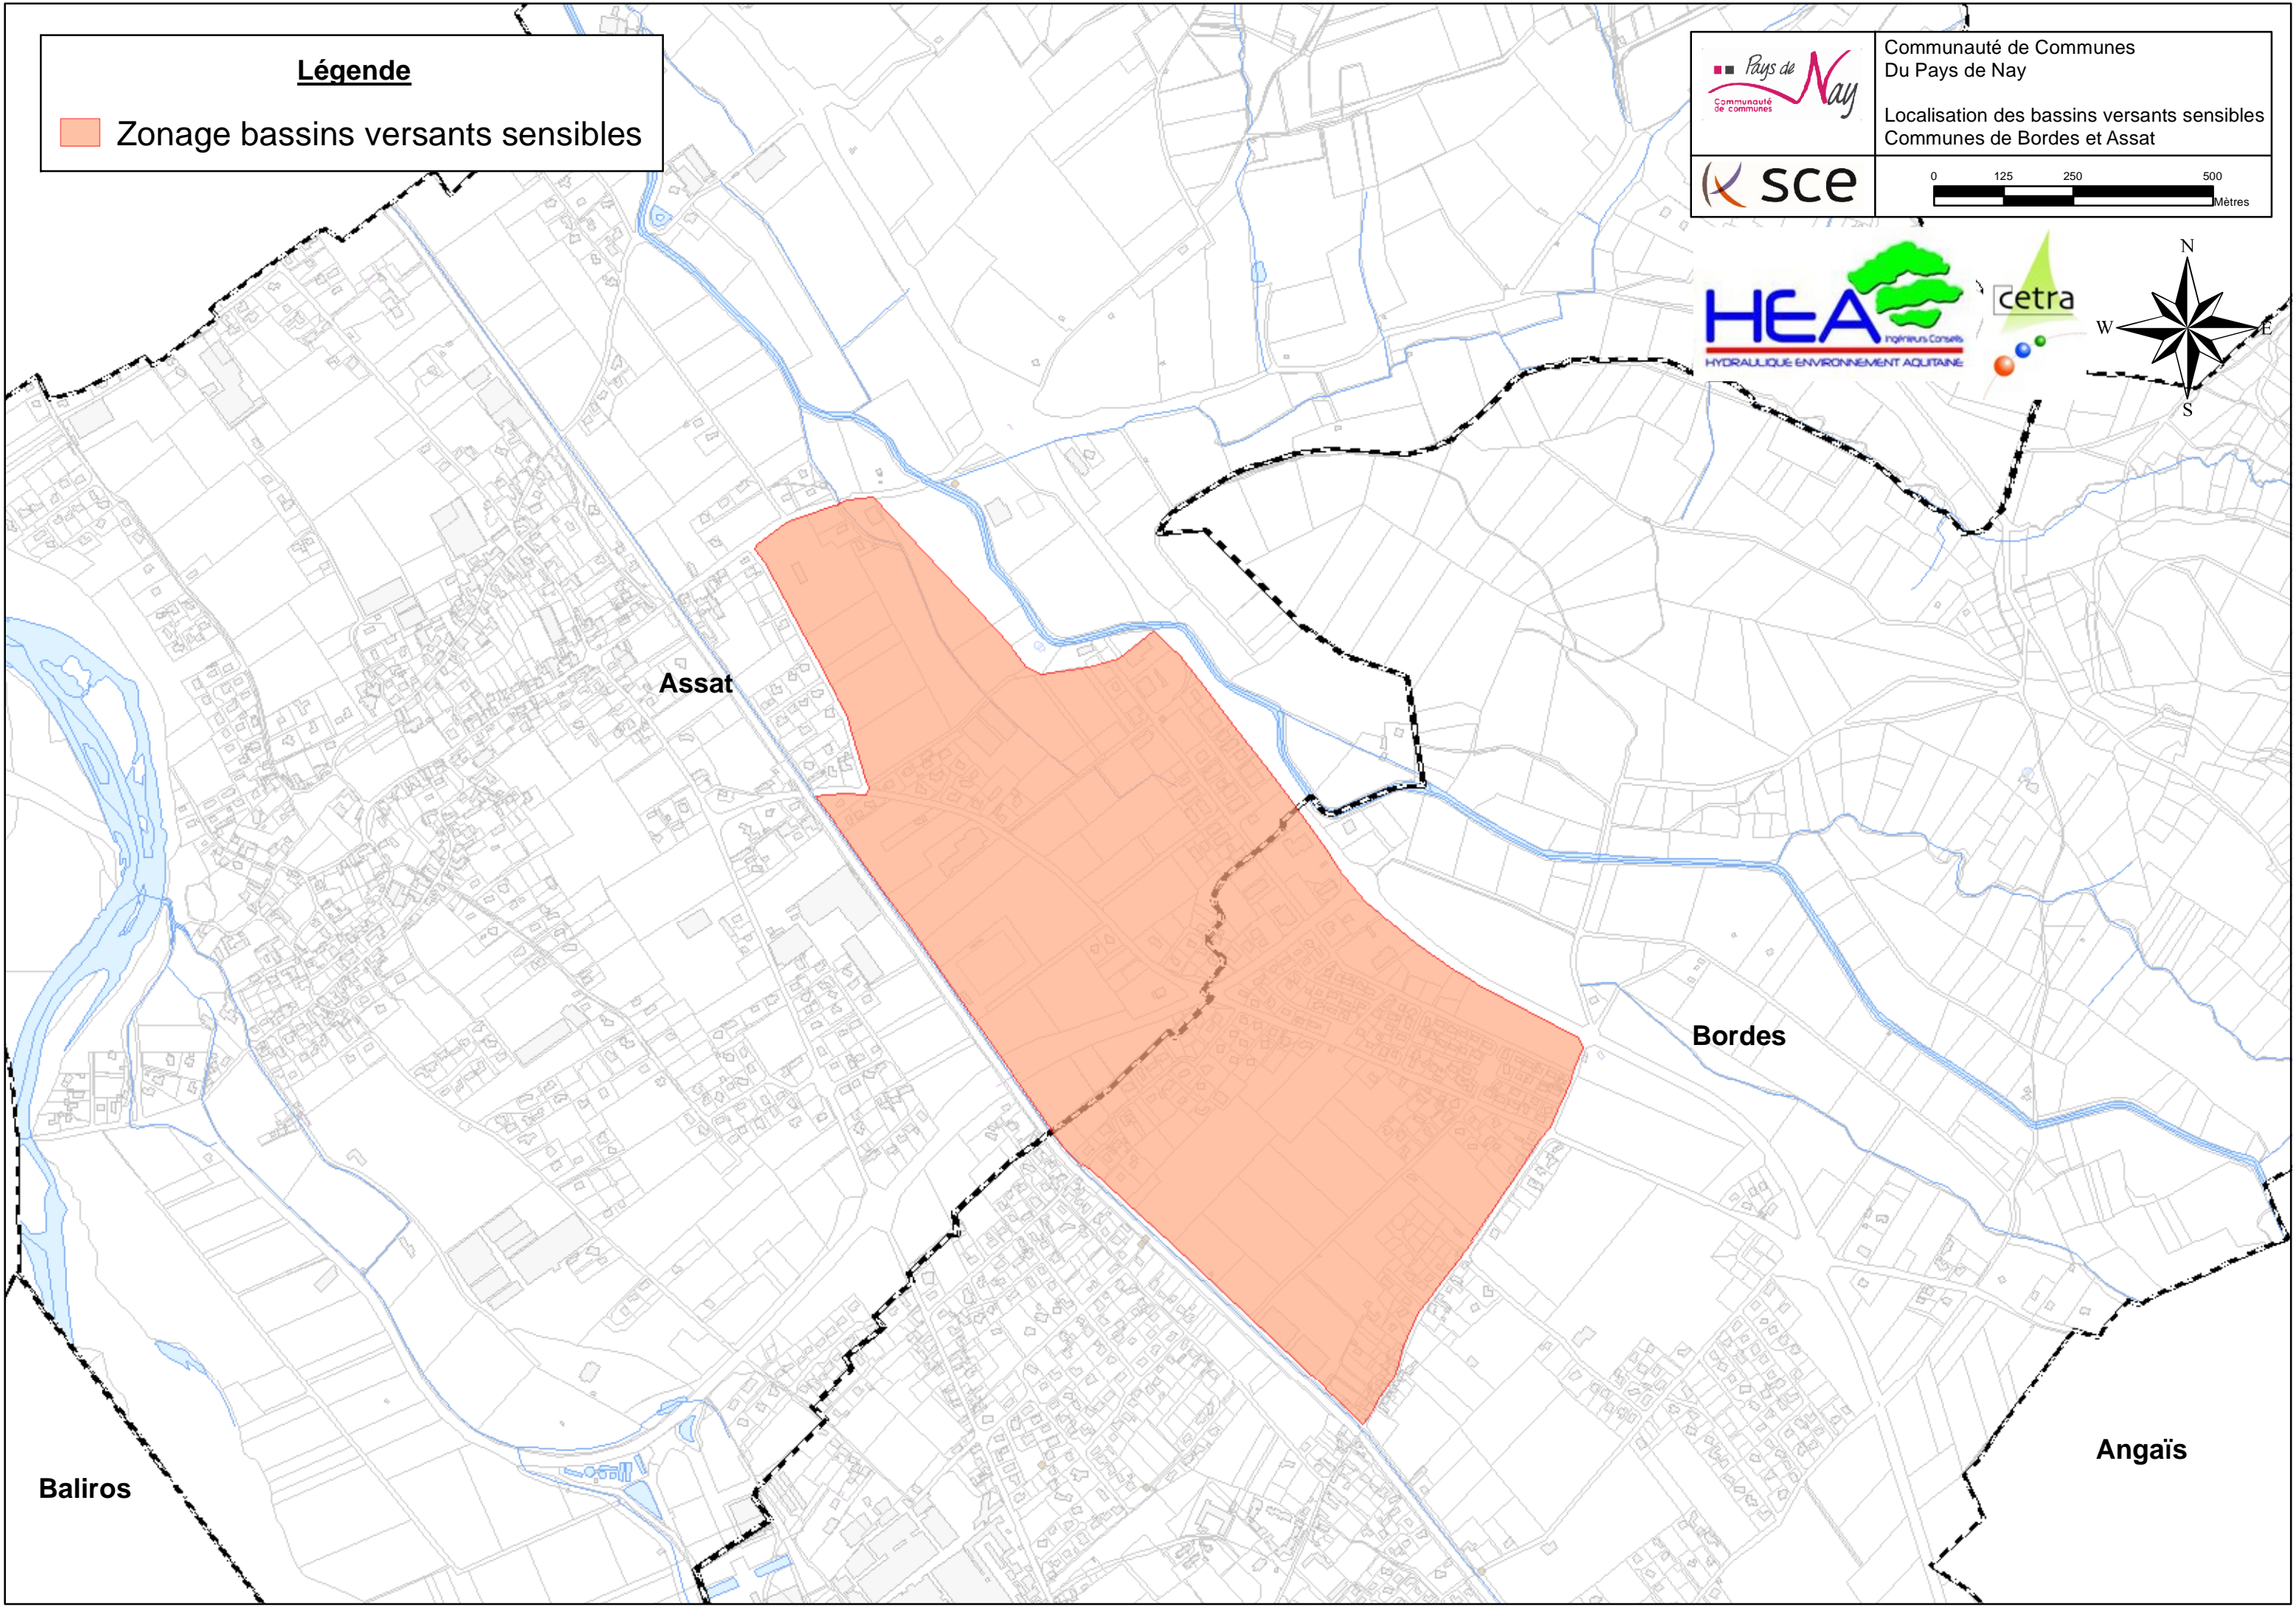 Légende
Zonage bassins versants sensibles
Pays de Nay
Communauté
de communes
Communauté de Communes
Du Pays de Nay
Localisation des bassins versants sensibles
Communes de Bordes et Assat
sce
0 125 250 500
Mètres
HEA
Ingénieurs Conseils
HYDRAULIQUE ENVIRONNEMENT AQUITAINE
cetra
N
W E
S
Assat
Bordes
Angaïs
Baliros